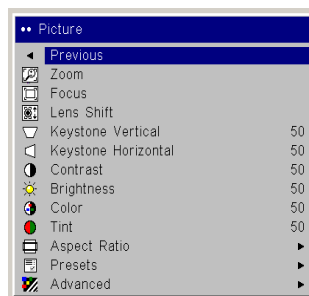 Picture
Previous
Zoom
Focus
Lens Shift
Keystone Vertical 50
Keystone Horizontal 50
Contrast 50
Brightness 50
Color 50
Tint 50
Aspect Ratio
Presets
Advanced